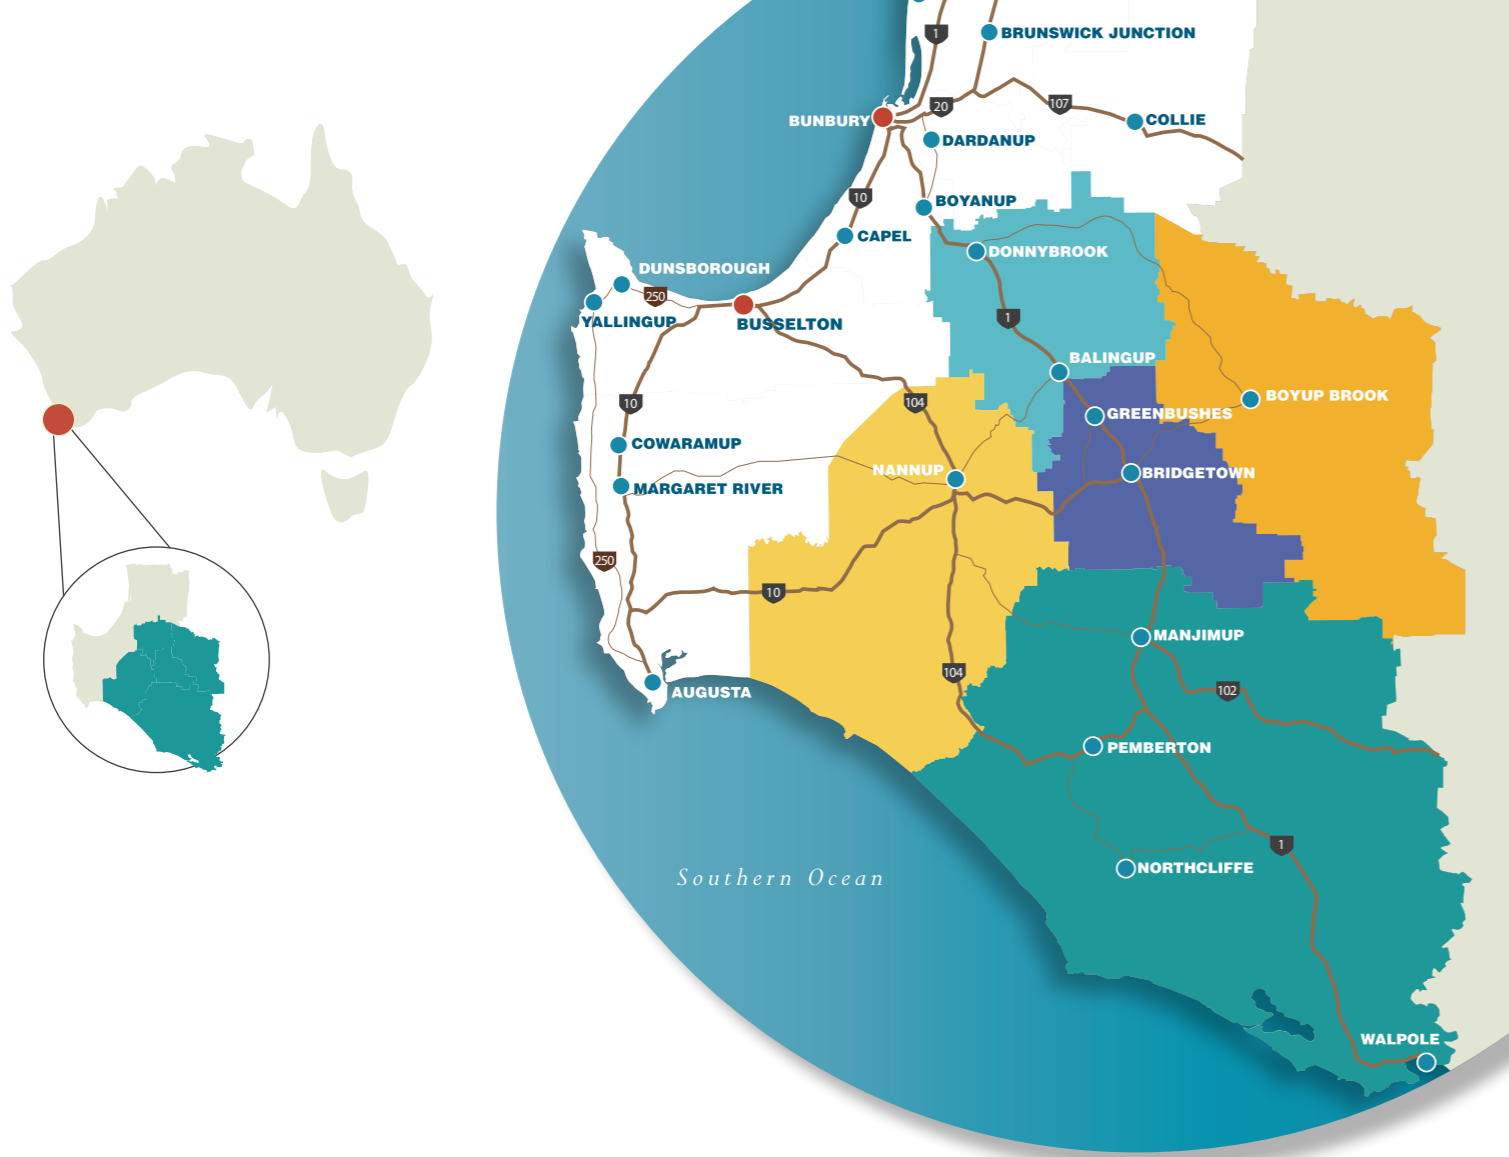 1
BRUNSWICK JUNCTION
20
107
BUNBURY
COLLIE
DARDANUP
10
BOYANUP
CAPEL
DONNYBROOK
DUNSBOROUGH
250
YALLINGUP
BUSSELTON
1
BALINGUP
10
104
BOYUP BROOK
GREENBUSHES
COWARAMUP
NANNUP
BRIDGETOWN
MARGARET RIVER
250
10
MANJIMUP
104
102
AUGUSTA
PEMBERTON
1
NORTHCLIFFE
Southern Ocean
WALPOLE